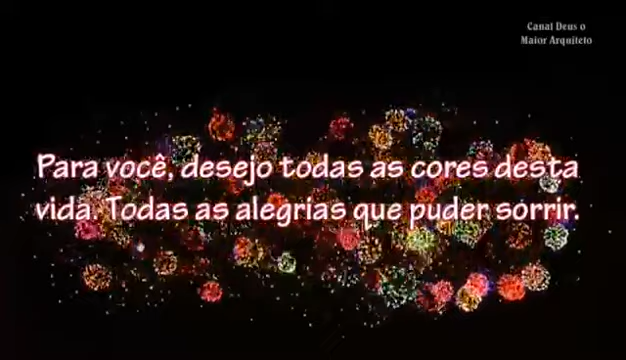 Canal Deus o
Maior Arquiteto
Para você, desejo todas as cores desta
vida. Todas as alegrias que puder sorrir.